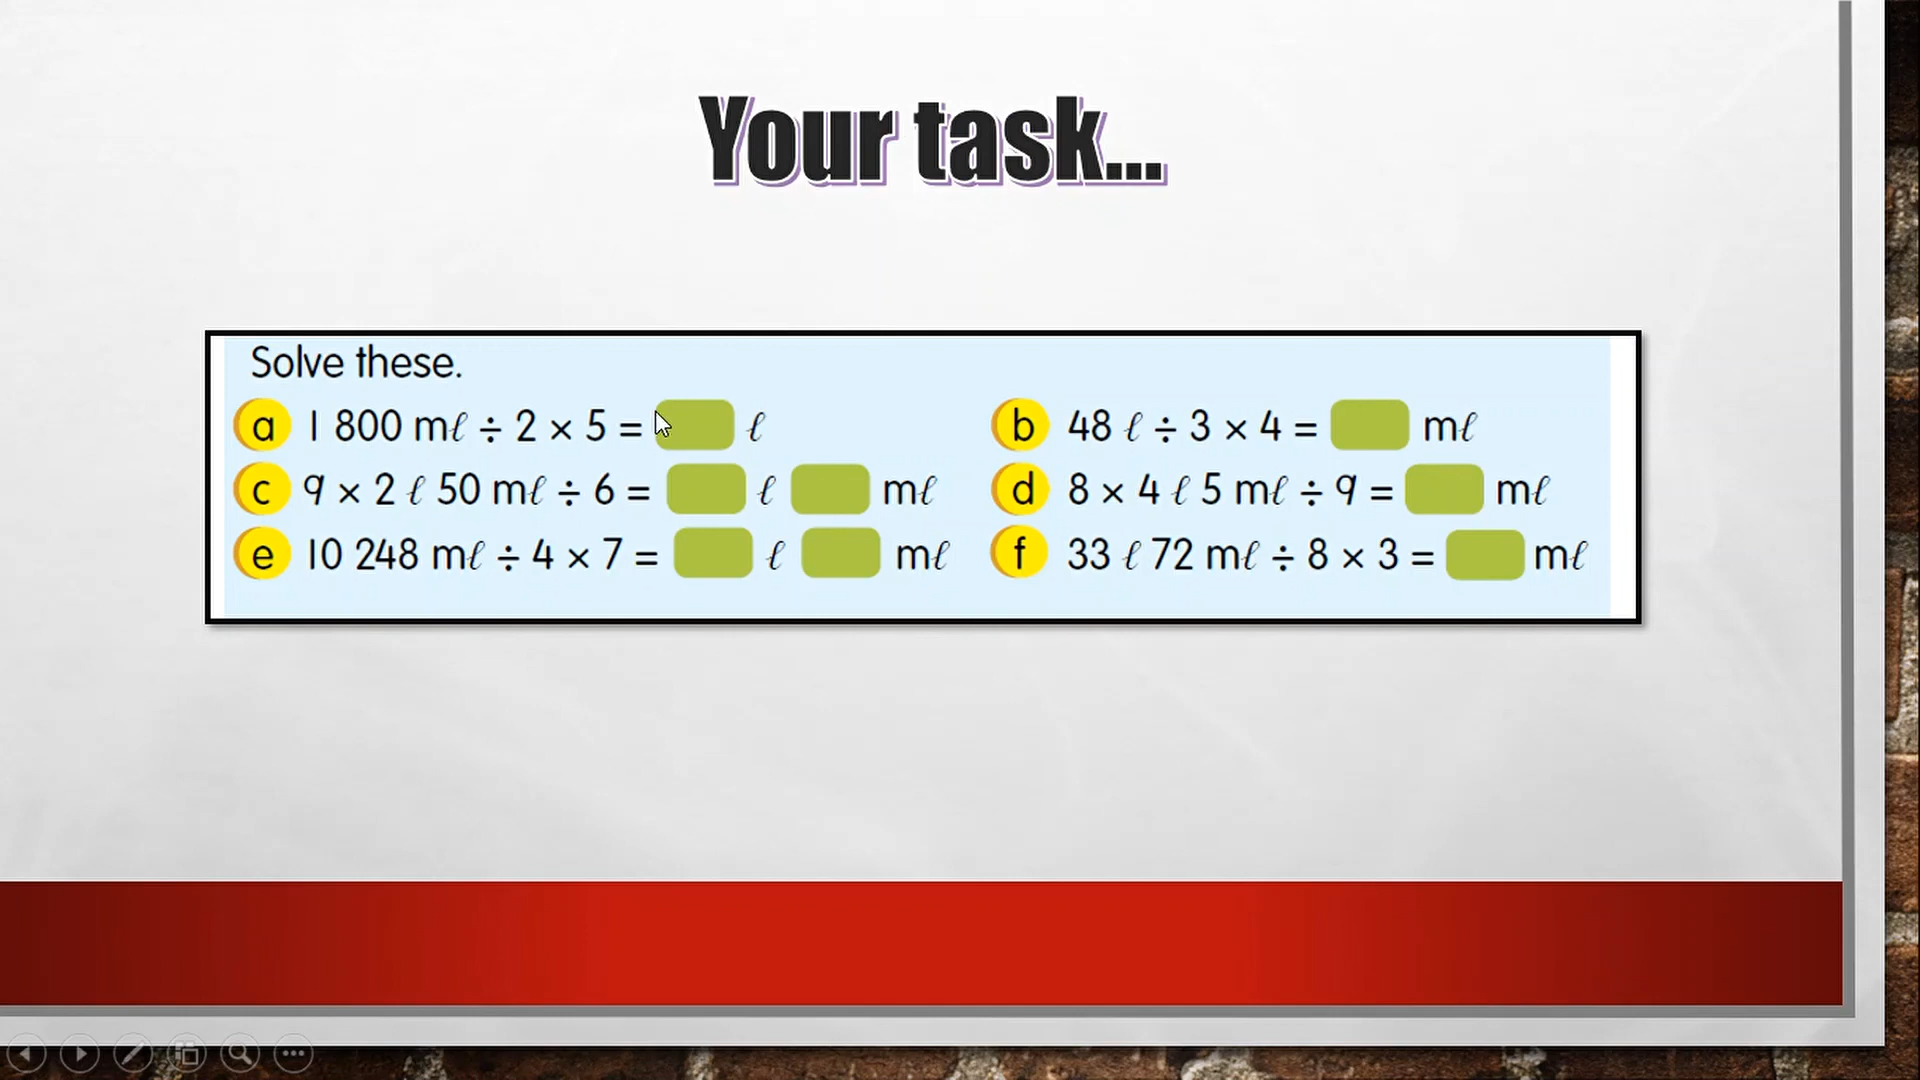 Your task...
Solve these.
a 1 800 mℓ ÷ 2 × 5 = ℓ
b 48 ℓ ÷ 3 × 4 = mℓ
c 9 × 2 ℓ 50 mℓ ÷ 6 = ℓ mℓ
d 8 × 4 ℓ 5 mℓ ÷ 9 = mℓ
e 10 248 mℓ ÷ 4 × 7 = ℓ mℓ
f 33 ℓ 72 mℓ ÷ 8 × 3 = mℓ